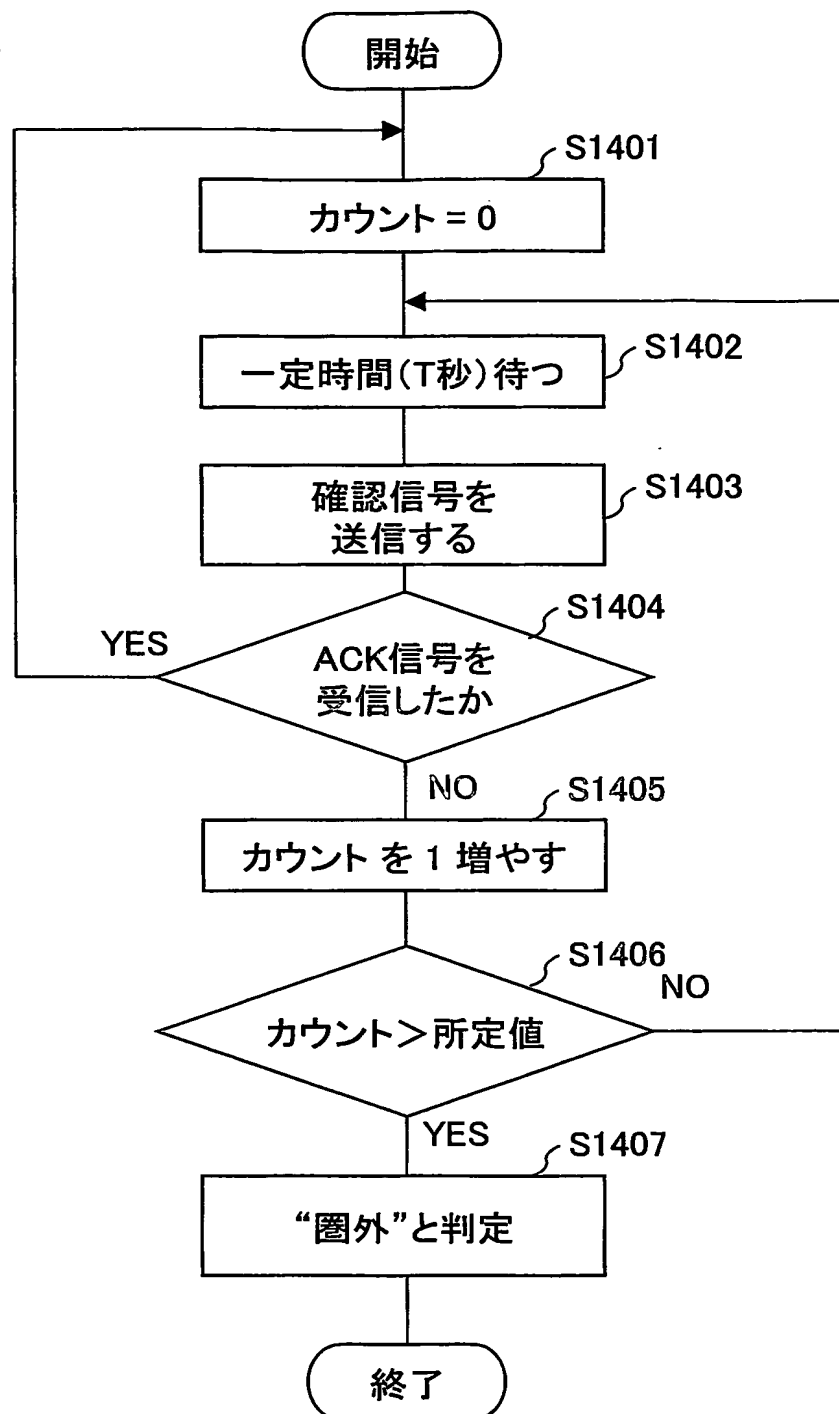 開始
S1401
カウント = 0
S1402
一定時間(T秒)待つ
S1403
確認信号を
送信する
S1404
YES
ACK信号を
受信したか
NO
S1405
カウント を 1 増やす
S1406
NO
カウント＞所定値
YES
S1407
“圏外”と判定
終了